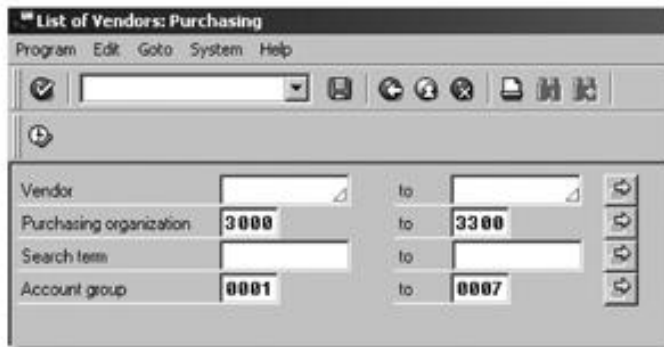 List of Vendors: Purchasing
Program Edit Goto System Help
Vendor to
Purchasing organization 3000 to 3300
Search term to
Account group 0001 to 0007